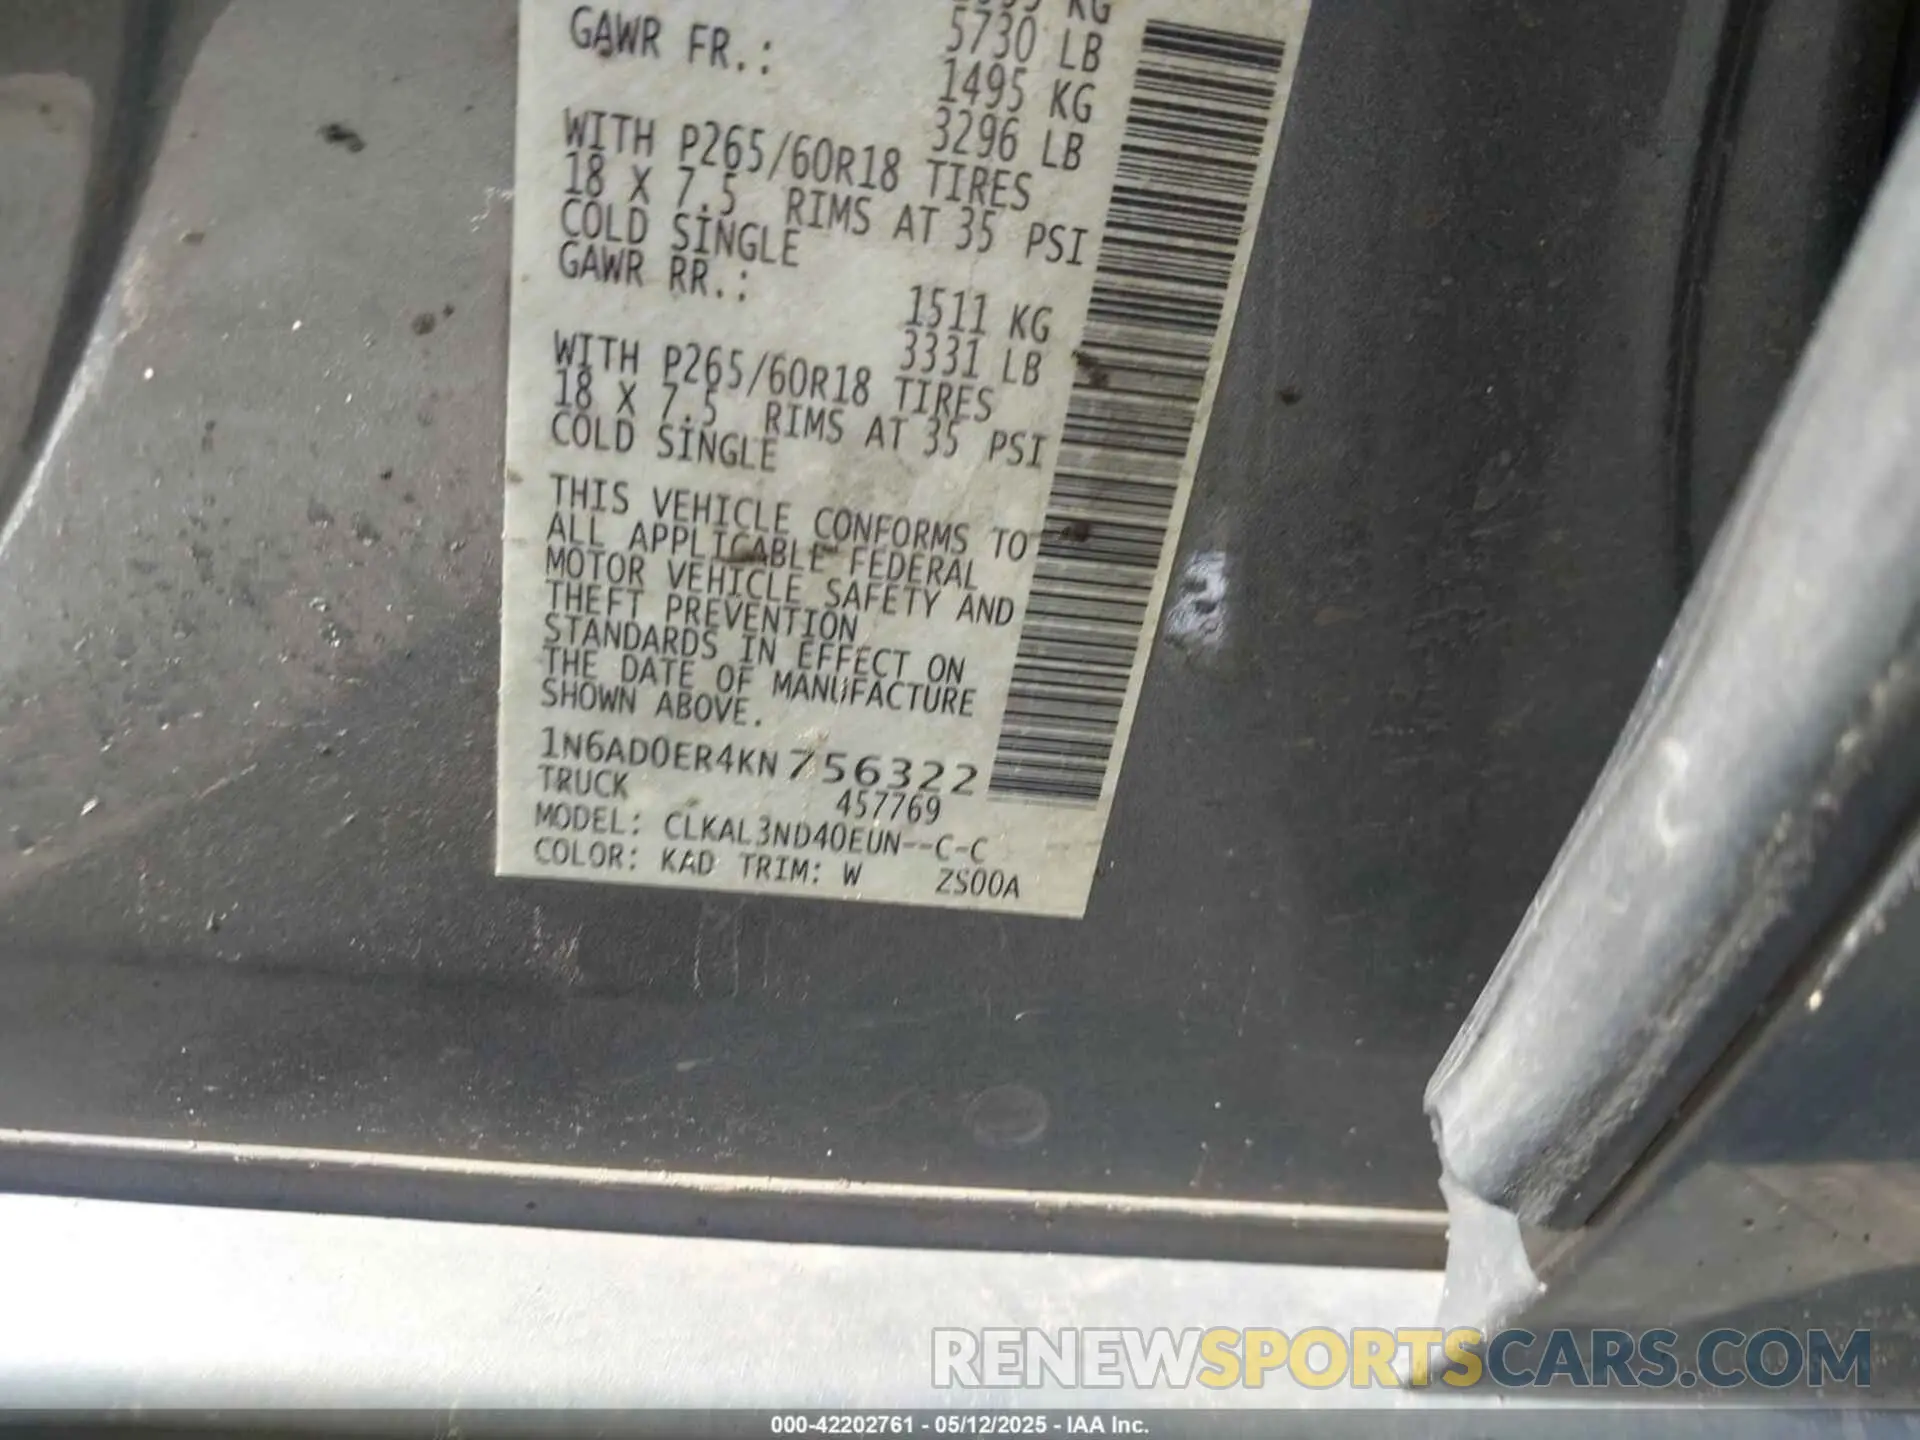 KG
5730 LB
GAWR FR.:
1495 KG
3296 LB
WITH P265/60R18 TIRES
18 X 7.5 RIMS AT 35 PSI
COLD SINGLE
GAWR RR.:
1511 KG
3331 LB
WITH P265/60R18 TIRES
18 X 7.5 RIMS AT 35 PSI
COLD SINGLE
THIS VEHICLE CONFORMS TO
ALL APPLICABLE FEDERAL
MOTOR VEHICLE SAFETY AND
THEFT PREVENTION
STANDARDS IN EFFECT ON
THE DATE OF MANUFACTURE
SHOWN ABOVE.
1N6AD0ER4KN756322
TRUCK 457769
MODEL: CLKAL3ND40EUN--C-C
COLOR: KAD TRIM: W ZS00A
RENEWSPORTSCARS.COM
000-42202761 - 05/12/2025 - IAA Inc.